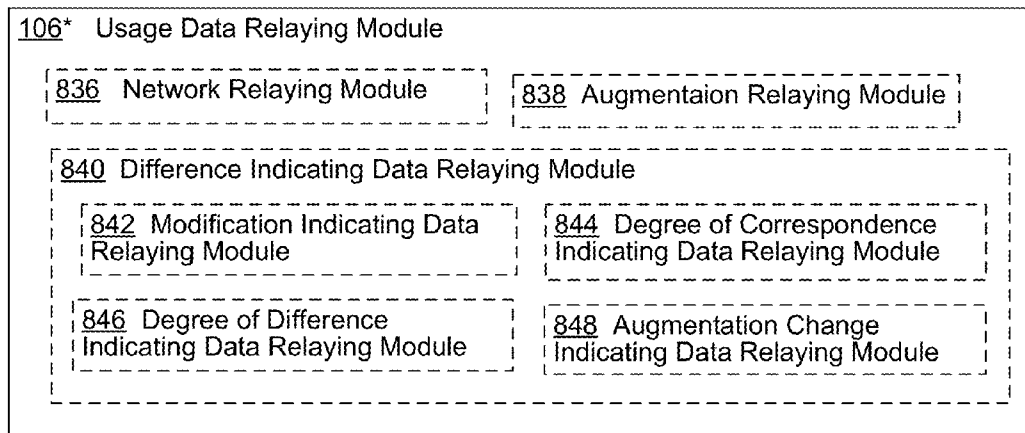 106* Usage Data Relaying Module
836 Network Relaying Module
838 Augmentaion Relaying Module
840 Difference Indicating Data Relaying Module
842 Modification Indicating Data
Relaying Module
844 Degree of Correspondence
Indicating Data Relaying Module
846 Degree of Difference
Indicating Data Relaying Module
848 Augmentation Change
Indicating Data Relaying Module